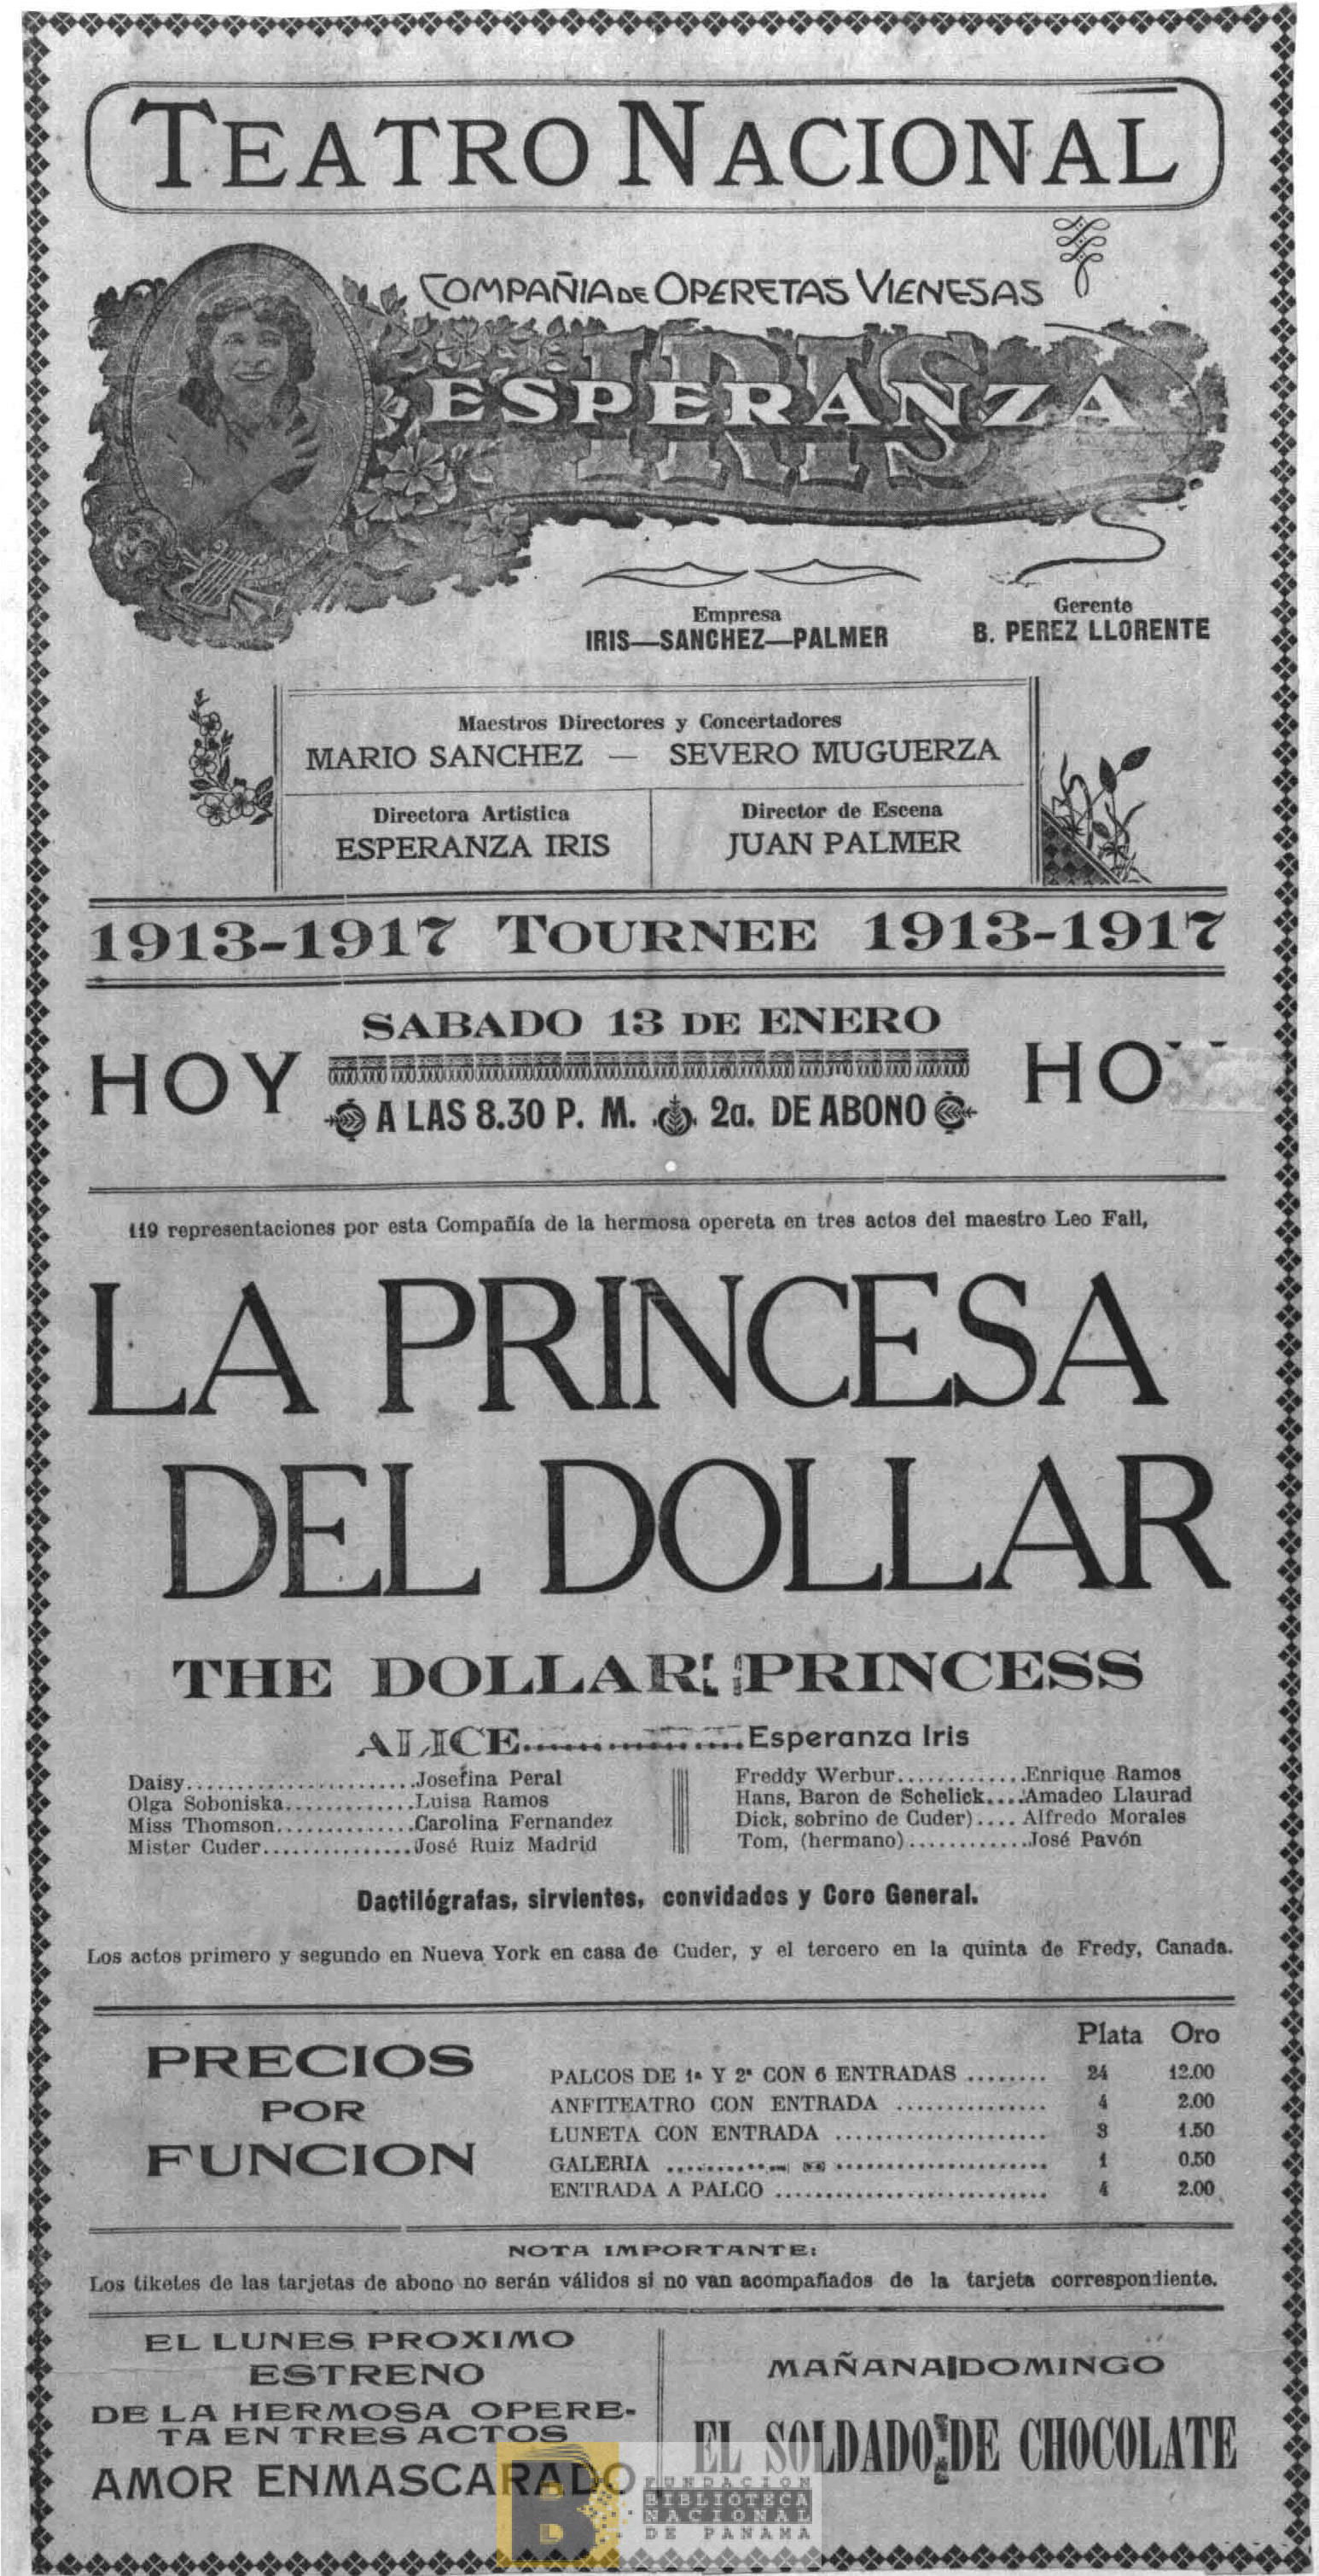 TEATRO NACIONAL
COMPAÑIA DE OPERETAS VIENESAS
ESPERANZA
IRIS
Empresa
IRIS—SANCHEZ—PALMER
Gerente
B. PEREZ LLORENTE
Maestros Directores y Concertadores
MARIO SANCHEZ — SEVERO MUGUERZA
Directora Artistica
ESPERANZA IRIS
Director de Escena
JUAN PALMER
1913-1917 TOURNEE 1913-1917
SABADO 13 DE ENERO
HOY HOY
A LAS 8.30 P. M. 2a. DE ABONO
119 representaciones por esta Compañía de la hermosa opereta en tres actos del maestro Leo Fall,
LA PRINCESA
DEL DOLLAR
THE DOLLAR PRINCESS
ALICE Esperanza Iris
Daisy Josefina Peral
Olga Soboniska Luisa Ramos
Miss Thomson Carolina Fernandez
Mister Cuder José Ruiz Madrid
Freddy Werbur Enrique Ramos
Hans, Baron de Schelick Amadeo Llaurad
Dick, sobrino de Cuder) Alfredo Morales
Tom, (hermano) José Pavón
Dactilógrafas, sirvientes, convidados y Coro General.
Los actos primero y segundo en Nueva York en casa de Cuder, y el tercero en la quinta de Fredy, Canada.
PRECIOS
POR
FUNCION
Plata Oro
PALCOS DE 1ª Y 2ª CON 6 ENTRADAS ........ 24 12.00
ANFITEATRO CON ENTRADA ............... 4 2.00
LUNETA CON ENTRADA ..................... 3 1.50
GALERIA ..................... 1 0.50
ENTRADA A PALCO ........................... 4 2.00
NOTA IMPORTANTE:
Los tiketes de las tarjetas de abono no serán válidos si no van acompañados de la tarjeta correspondiente.
EL LUNES PROXIMO
ESTRENO
DE LA HERMOSA OPERE-
TA EN TRES ACTOS
AMOR ENMASCARADO
MAÑANA DOMINGO
EL SOLDADO DE CHOCOLATE
B
FUNDACION
BIBLIOTECA
NACIONAL
DE PANAMA